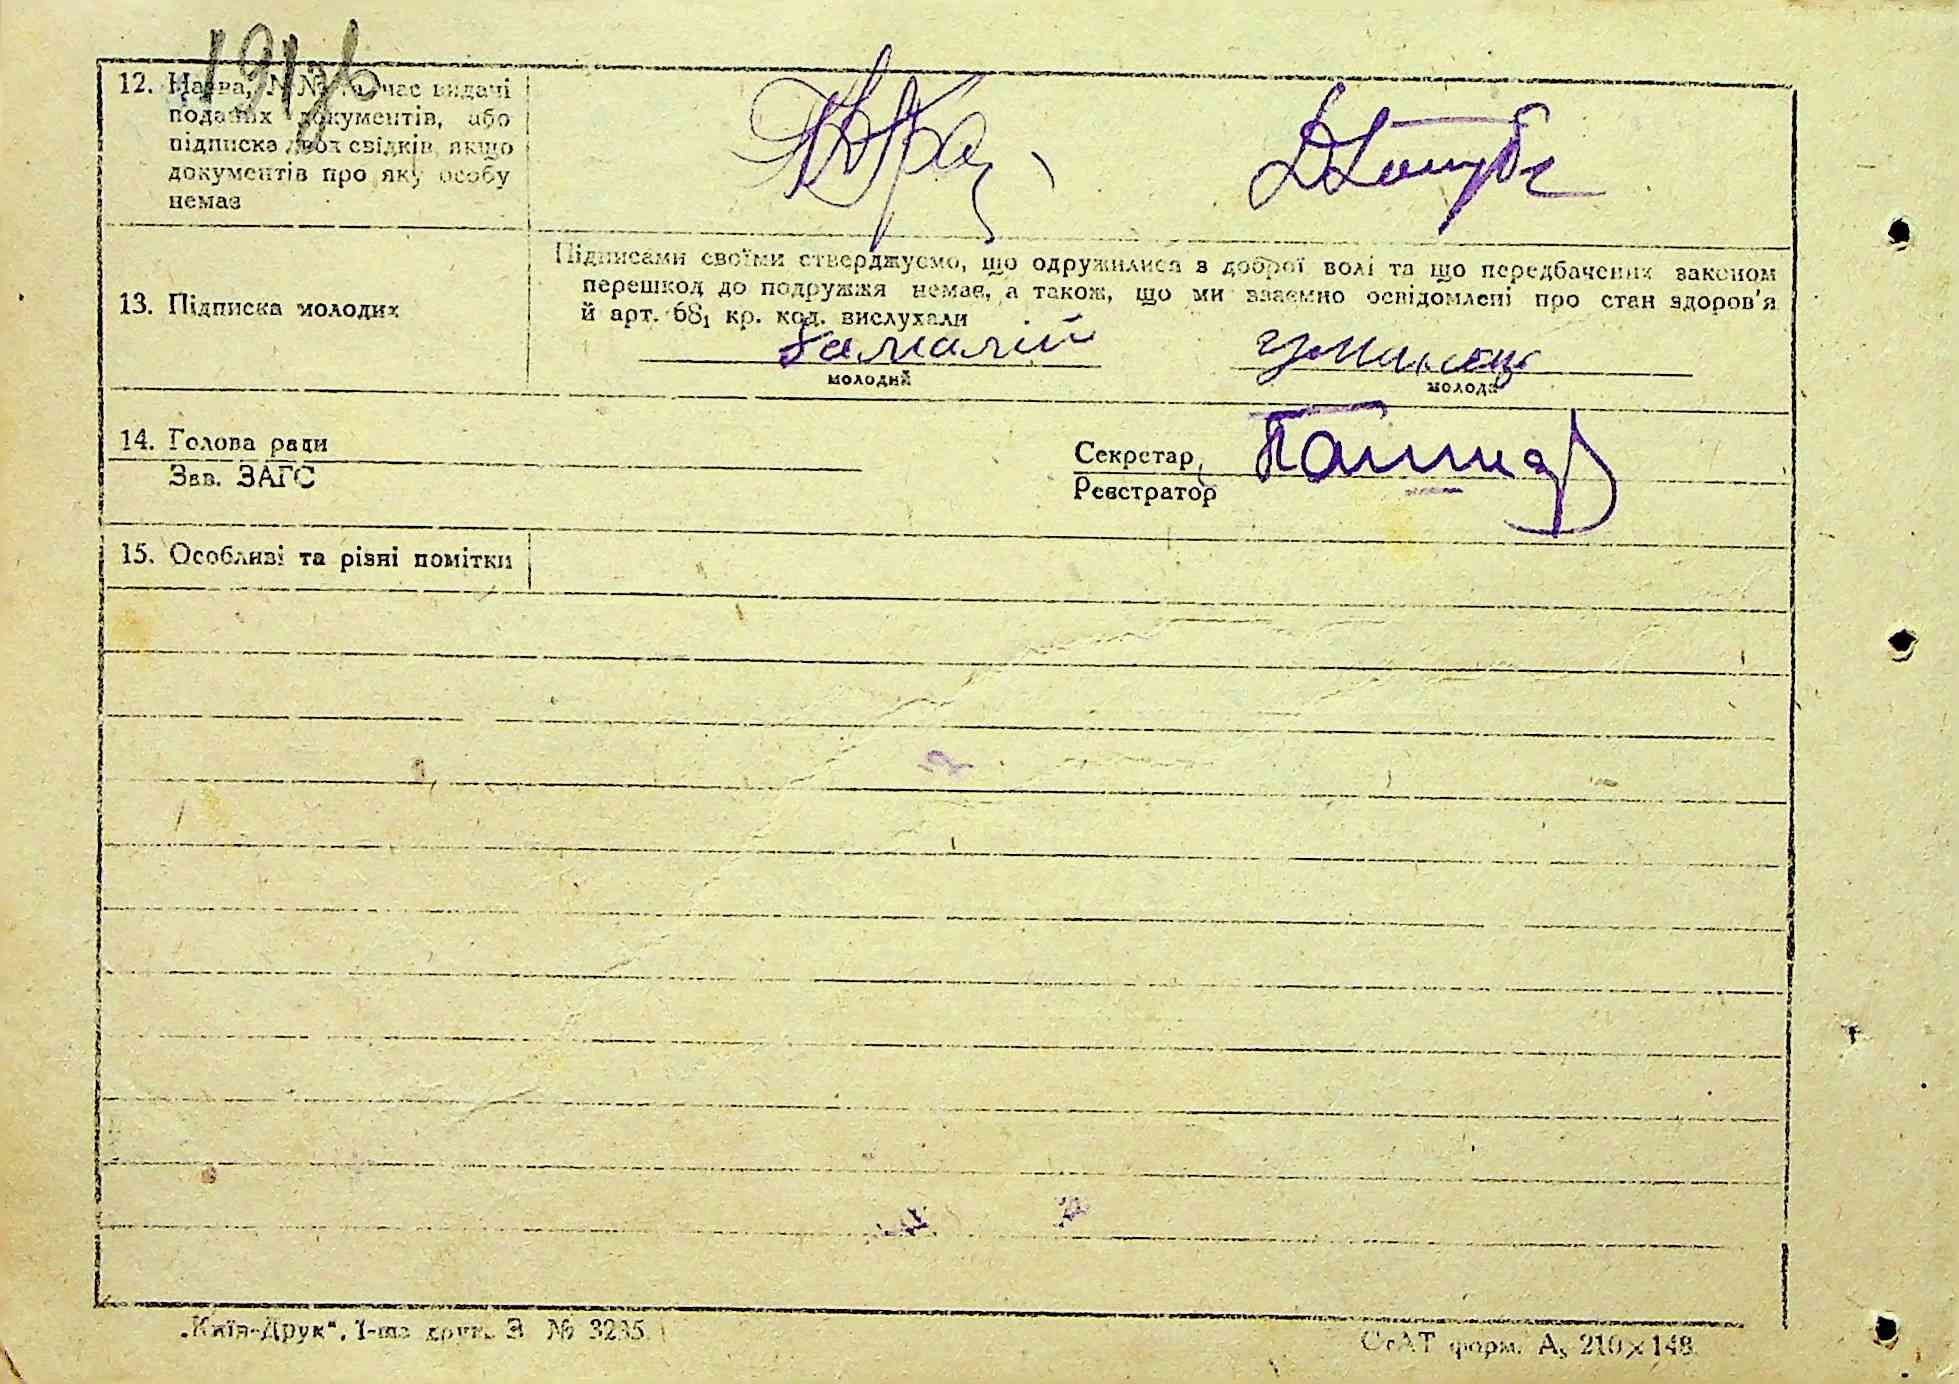 191зв
12. Назва, №№ й час видачі
поданих документів, або
підписка двох свідків, якщо
документів про яку особу
немає
Підписами своїми стверджуємо, що одружилися з доброї волі та що передбачених законом
перешкод до подружжя немає, а також, що ми взаємно освідомлені про стан здоров'я
13. Підписка молодих
й арт. 68₁ кр. код. вислухали
молодий
молода
14. Голова ради
Зав. ЗАГС
Секретар
Реєстратор
15. Особливі та різні помітки
„Київ-Друк“, 1-ша друк. З. № 3235.
СтАТ форм. А₅ 210×148